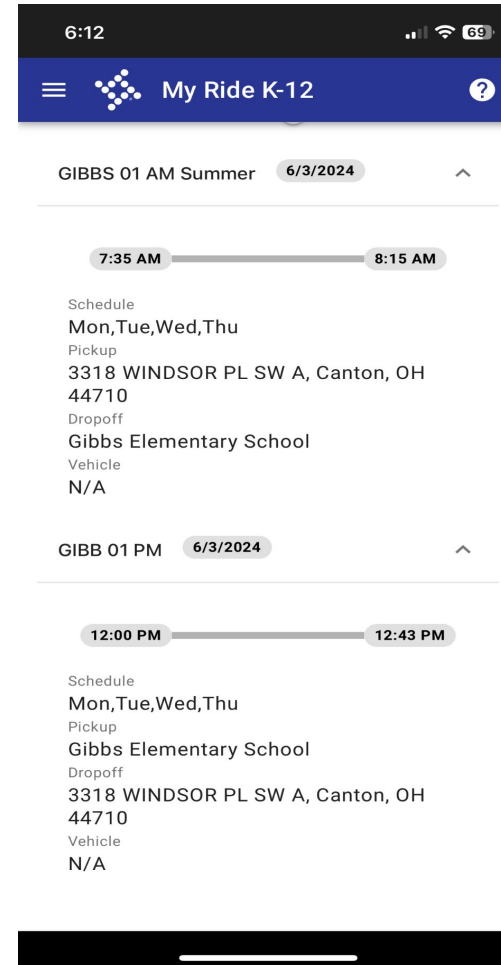 6:12
69
My Ride K-12
?
GIBBS 01 AM Summer 6/3/2024
7:35 AM 8:15 AM
Schedule
Mon,Tue,Wed,Thu
Pickup
3318 WINDSOR PL SW A, Canton, OH
44710
Dropoff
Gibbs Elementary School
Vehicle
N/A
GIBB 01 PM 6/3/2024
12:00 PM 12:43 PM
Schedule
Mon,Tue,Wed,Thu
Pickup
Gibbs Elementary School
Dropoff
3318 WINDSOR PL SW A, Canton, OH
44710
Vehicle
N/A